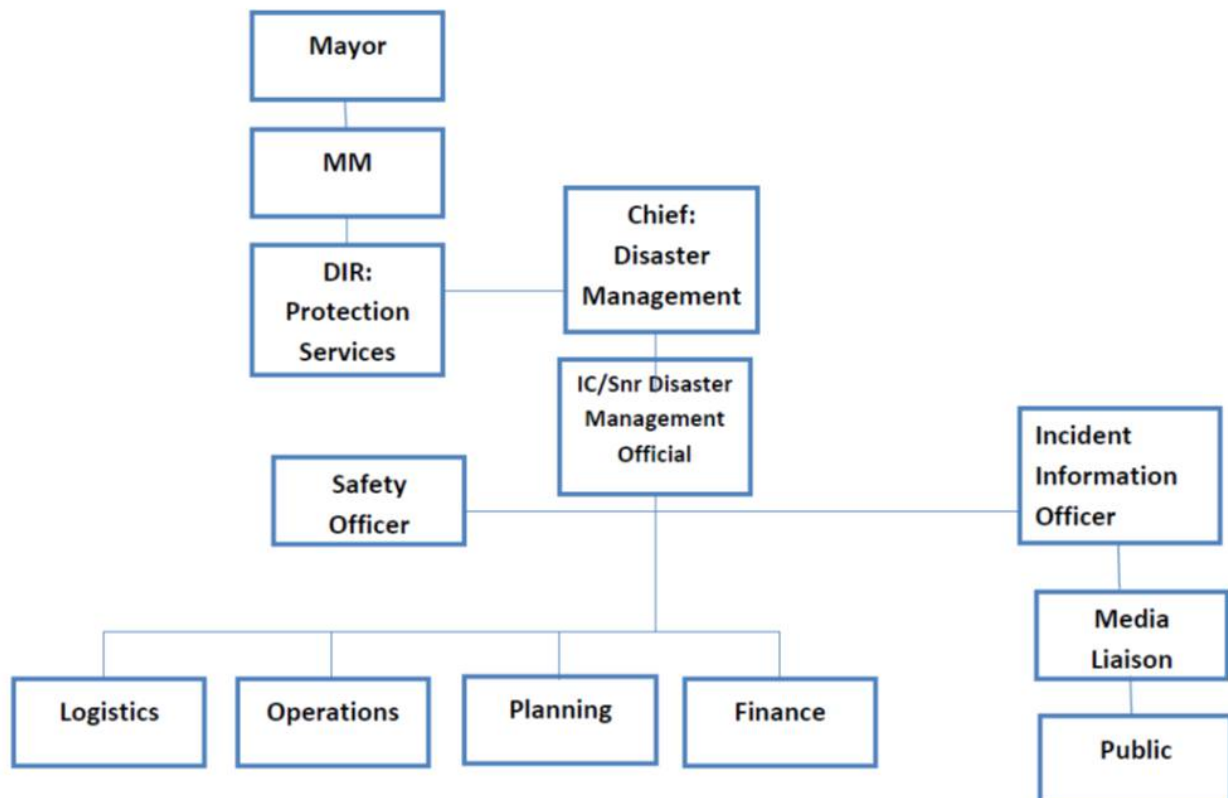 Mayor
MM
DIR:
Protection
Services
Chief:
Disaster
Management
IC/Snr Disaster
Management
Official
Safety
Officer
Incident
Information
Officer
Media
Liaison
Public
Logistics
Operations
Planning
Finance